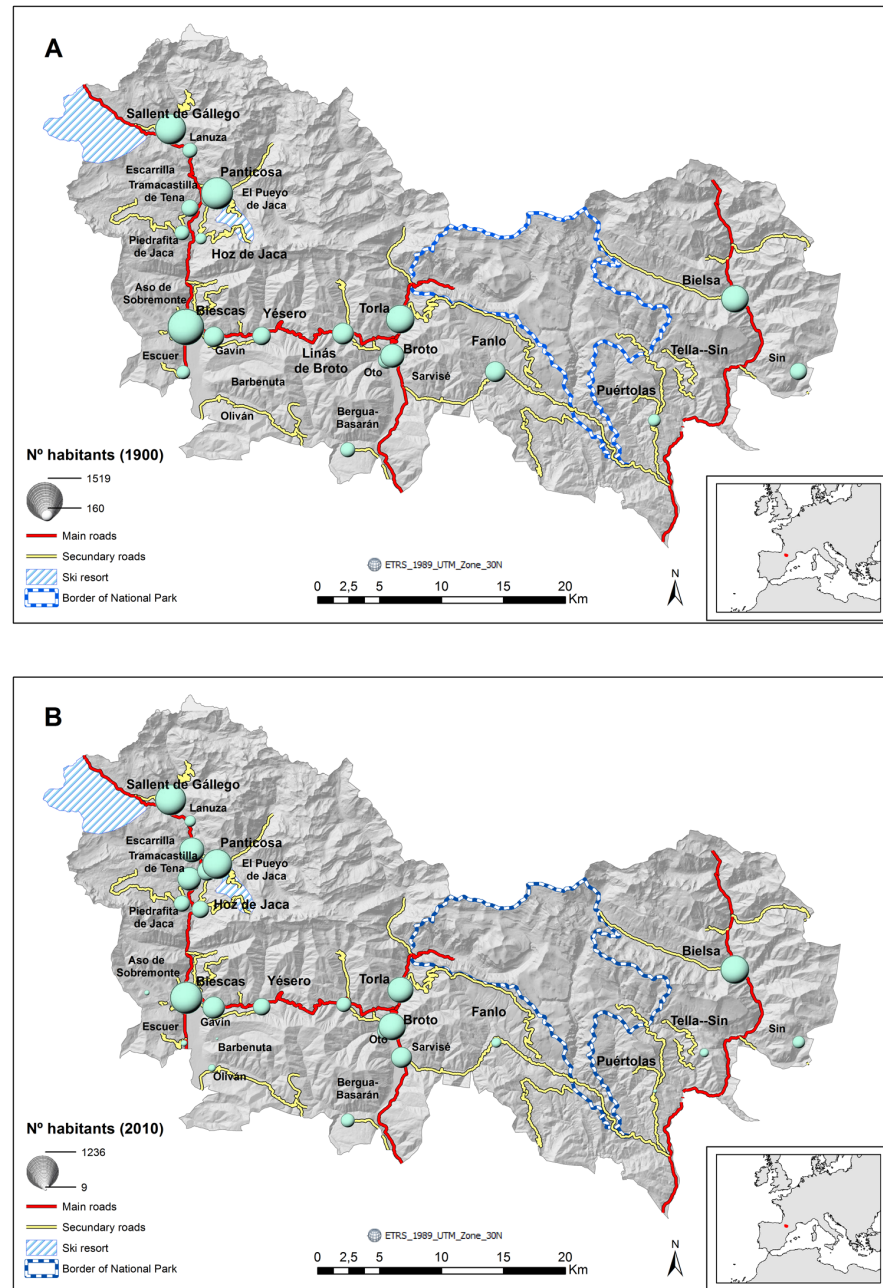 A
Sallent de Gállego
Lanuza
Escarrilla
Panticosa
Tramacastilla
de Tena
El Pueyo
de Jaca
Piedrafita
de Jaca
Hoz de Jaca
Aso de
Sobremonte
Biescas
Yésero
Gavín
Escuer
Barbenuta
Oliván
Linás
de Broto
Torla
Broto
Oto
Sarvisé
Fanlo
Bergua-
Basarán
Bielsa
Tella--Sin
Sin
Puértolas
Nº habitants (1900)
1519
160
Main roads
Secundary roads
Ski resort
Border of National Park
ETRS_1989_UTM_Zone_30N
0 2,5 5 10 15 20
Km
N
B
Sallent de Gállego
Lanuza
Escarrilla
Panticosa
Tramacastilla
de Tena
El Pueyo
de Jaca
Piedrafita
de Jaca
Hoz de Jaca
Aso de
Sobremonte
Biescas
Yésero
Gavín
Escuer
Barbenuta
Oliván
Torla
Broto
Oto
Sarvisé
Fanlo
Bergua-
Basarán
Bielsa
Tella--Sin
Sin
Puértolas
Nº habitants (2010)
1236
9
Main roads
Secundary roads
Ski resort
Border of National Park
ETRS_1989_UTM_Zone_30N
0 2,5 5 10 15 20
Km
N